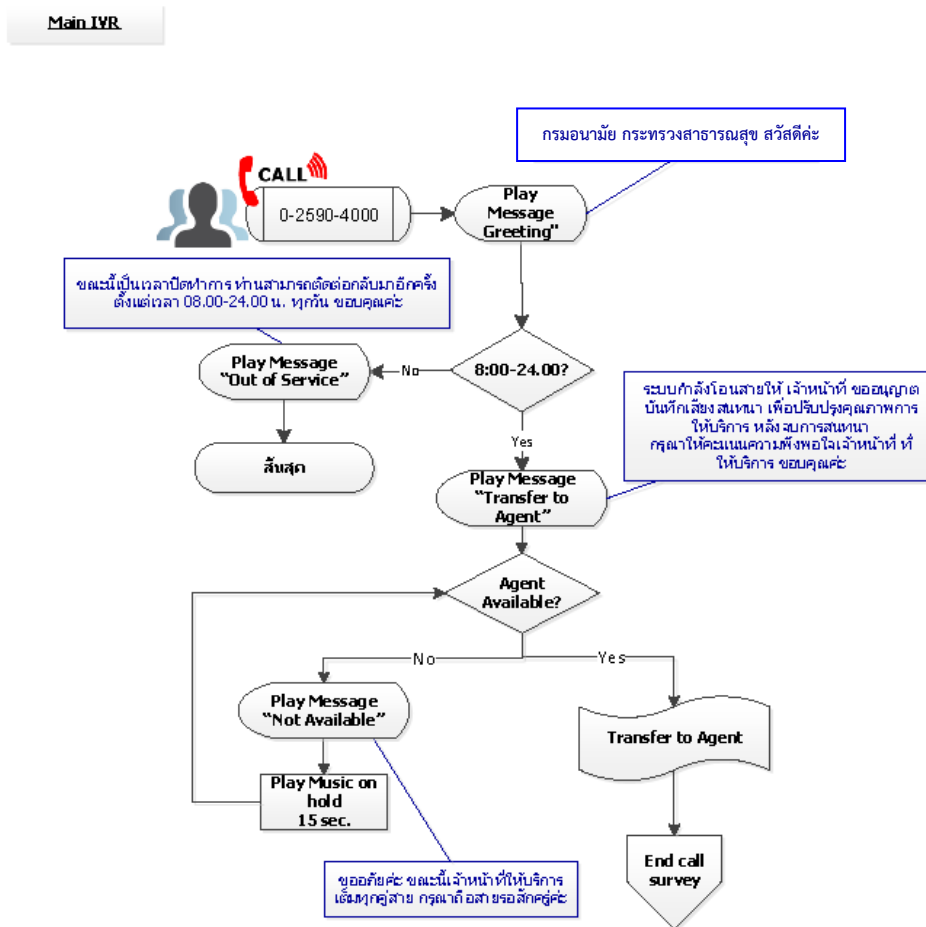 Main IVR
กรมอนามัย กระทรวงสาธารณสุข สวัสดีค่ะ
CALL
0-2590-4000
Play
Message
Greeting”
ขณะนี้เป็นเวลาปิดทำการ ท่านสามารถติดต่อกลับมาอีกครั้ง
ตั้งแต่เวลา 08.00-24.00 น. ทุกวัน ขอบคุณค่ะ
Play Message
“Out of Service”
No
8:00-24.00?
สิ้นสุด
Yes
ระบบกำลังโอนสายให้ เจ้าหน้าที่ ขออนุญาต
บันทึกเสียงสนทนา เพื่อปรับปรุงคุณภาพการ
ให้บริการ หลังจบการสนทนา
กรุณาให้คะแนนความพึงพอใจเจ้าหน้าที่ ที่
ให้บริการ ขอบคุณค่ะ
Play Message
“Transfer to
Agent”
Agent
Available?
No
Yes
Play Message
“Not Available”
Transfer to Agent
Play Music on
hold
15 sec.
ขออภัยค่ะ ขณะนี้เจ้าหน้าที่ให้บริการ
เต็มทุกคู่สาย กรุณาถือสายรอสักครู่ค่ะ
End call
survey